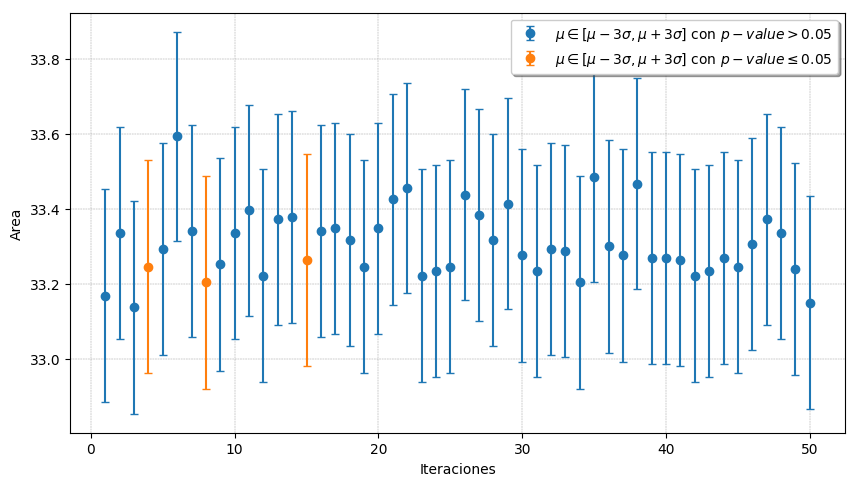 μ ∈ [μ − 3σ, μ + 3σ] con p − value > 0.05
μ ∈ [μ − 3σ, μ + 3σ] con p − value ≤ 0.05
33.8
33.6
33.4
33.2
33.0
Area
0 10 20 30 40 50
Iteraciones